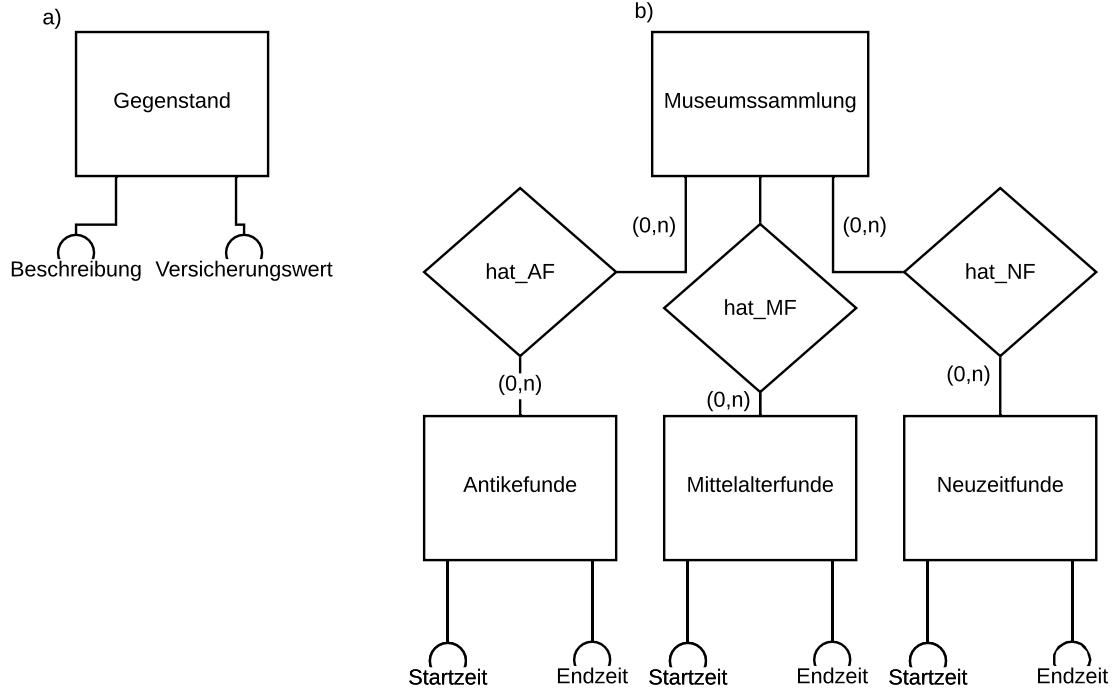 a)
Gegenstand
Beschreibung Versicherungswert
b)
Museumssammlung
(0,n) (0,n)
hat_AF hat_MF hat_NF
(0,n) (0,n) (0,n)
Antikefunde Mittelalterfunde Neuzeitfunde
Startzeit Endzeit Startzeit Endzeit Startzeit Endzeit